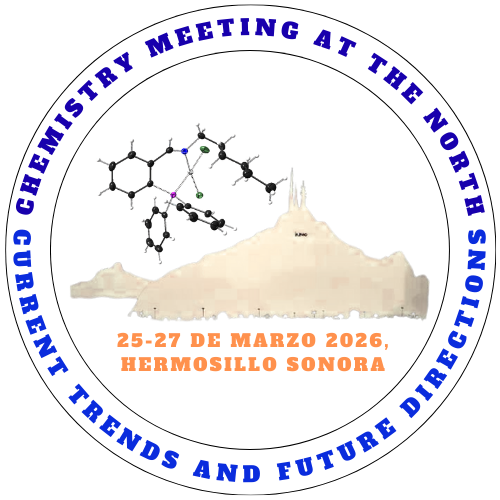 CHEMISTRY MEETING AT THE NORTH
CURRENT TRENDS AND FUTURE DIRECTIONS
25-27 DE MARZO 2026,
HERMOSILLO SONORA